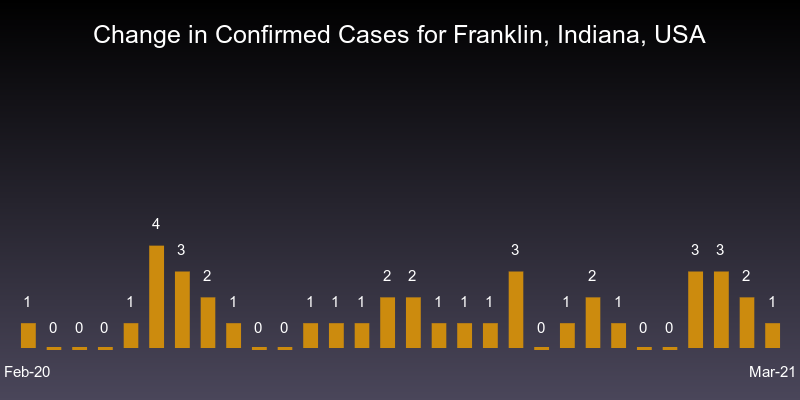 Change in Confirmed Cases for Franklin, Indiana, USA
4
3 3 3 3
2 2 2 2 2
1 1 1 1 1 1 1 1 1 1 1 1
0 0 0 0 0 0 0 0
Feb-20 Mar-21